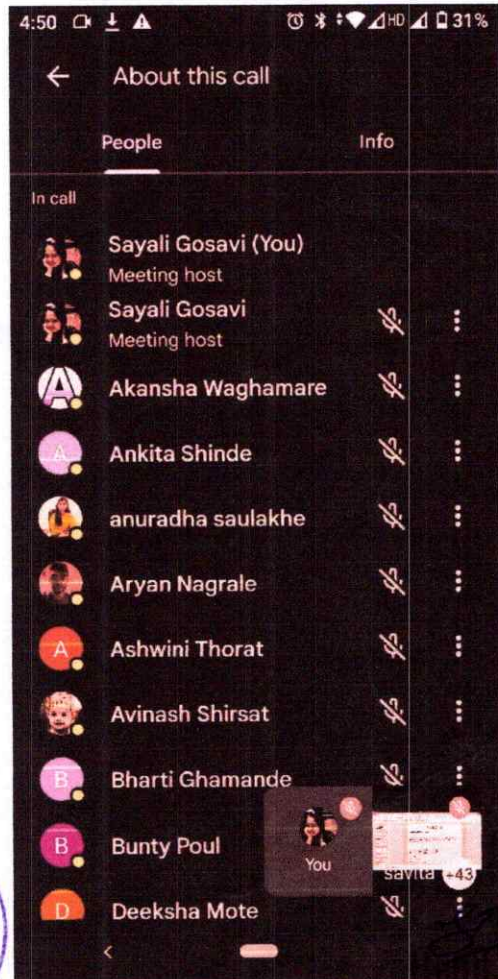 4:50 HD 31%
About this call
People Info
In call
Sayali Gosavi (You)
Meeting host
Sayali Gosavi
Meeting host
Akansha Waghamare
A Ankita Shinde
anuradha saulakhe
Aryan Nagrale
A Ashwini Thorat
Avinash Shirsat
B Bharti Ghamande
B Bunty Poul
You
savita +43
D Deeksha Mote